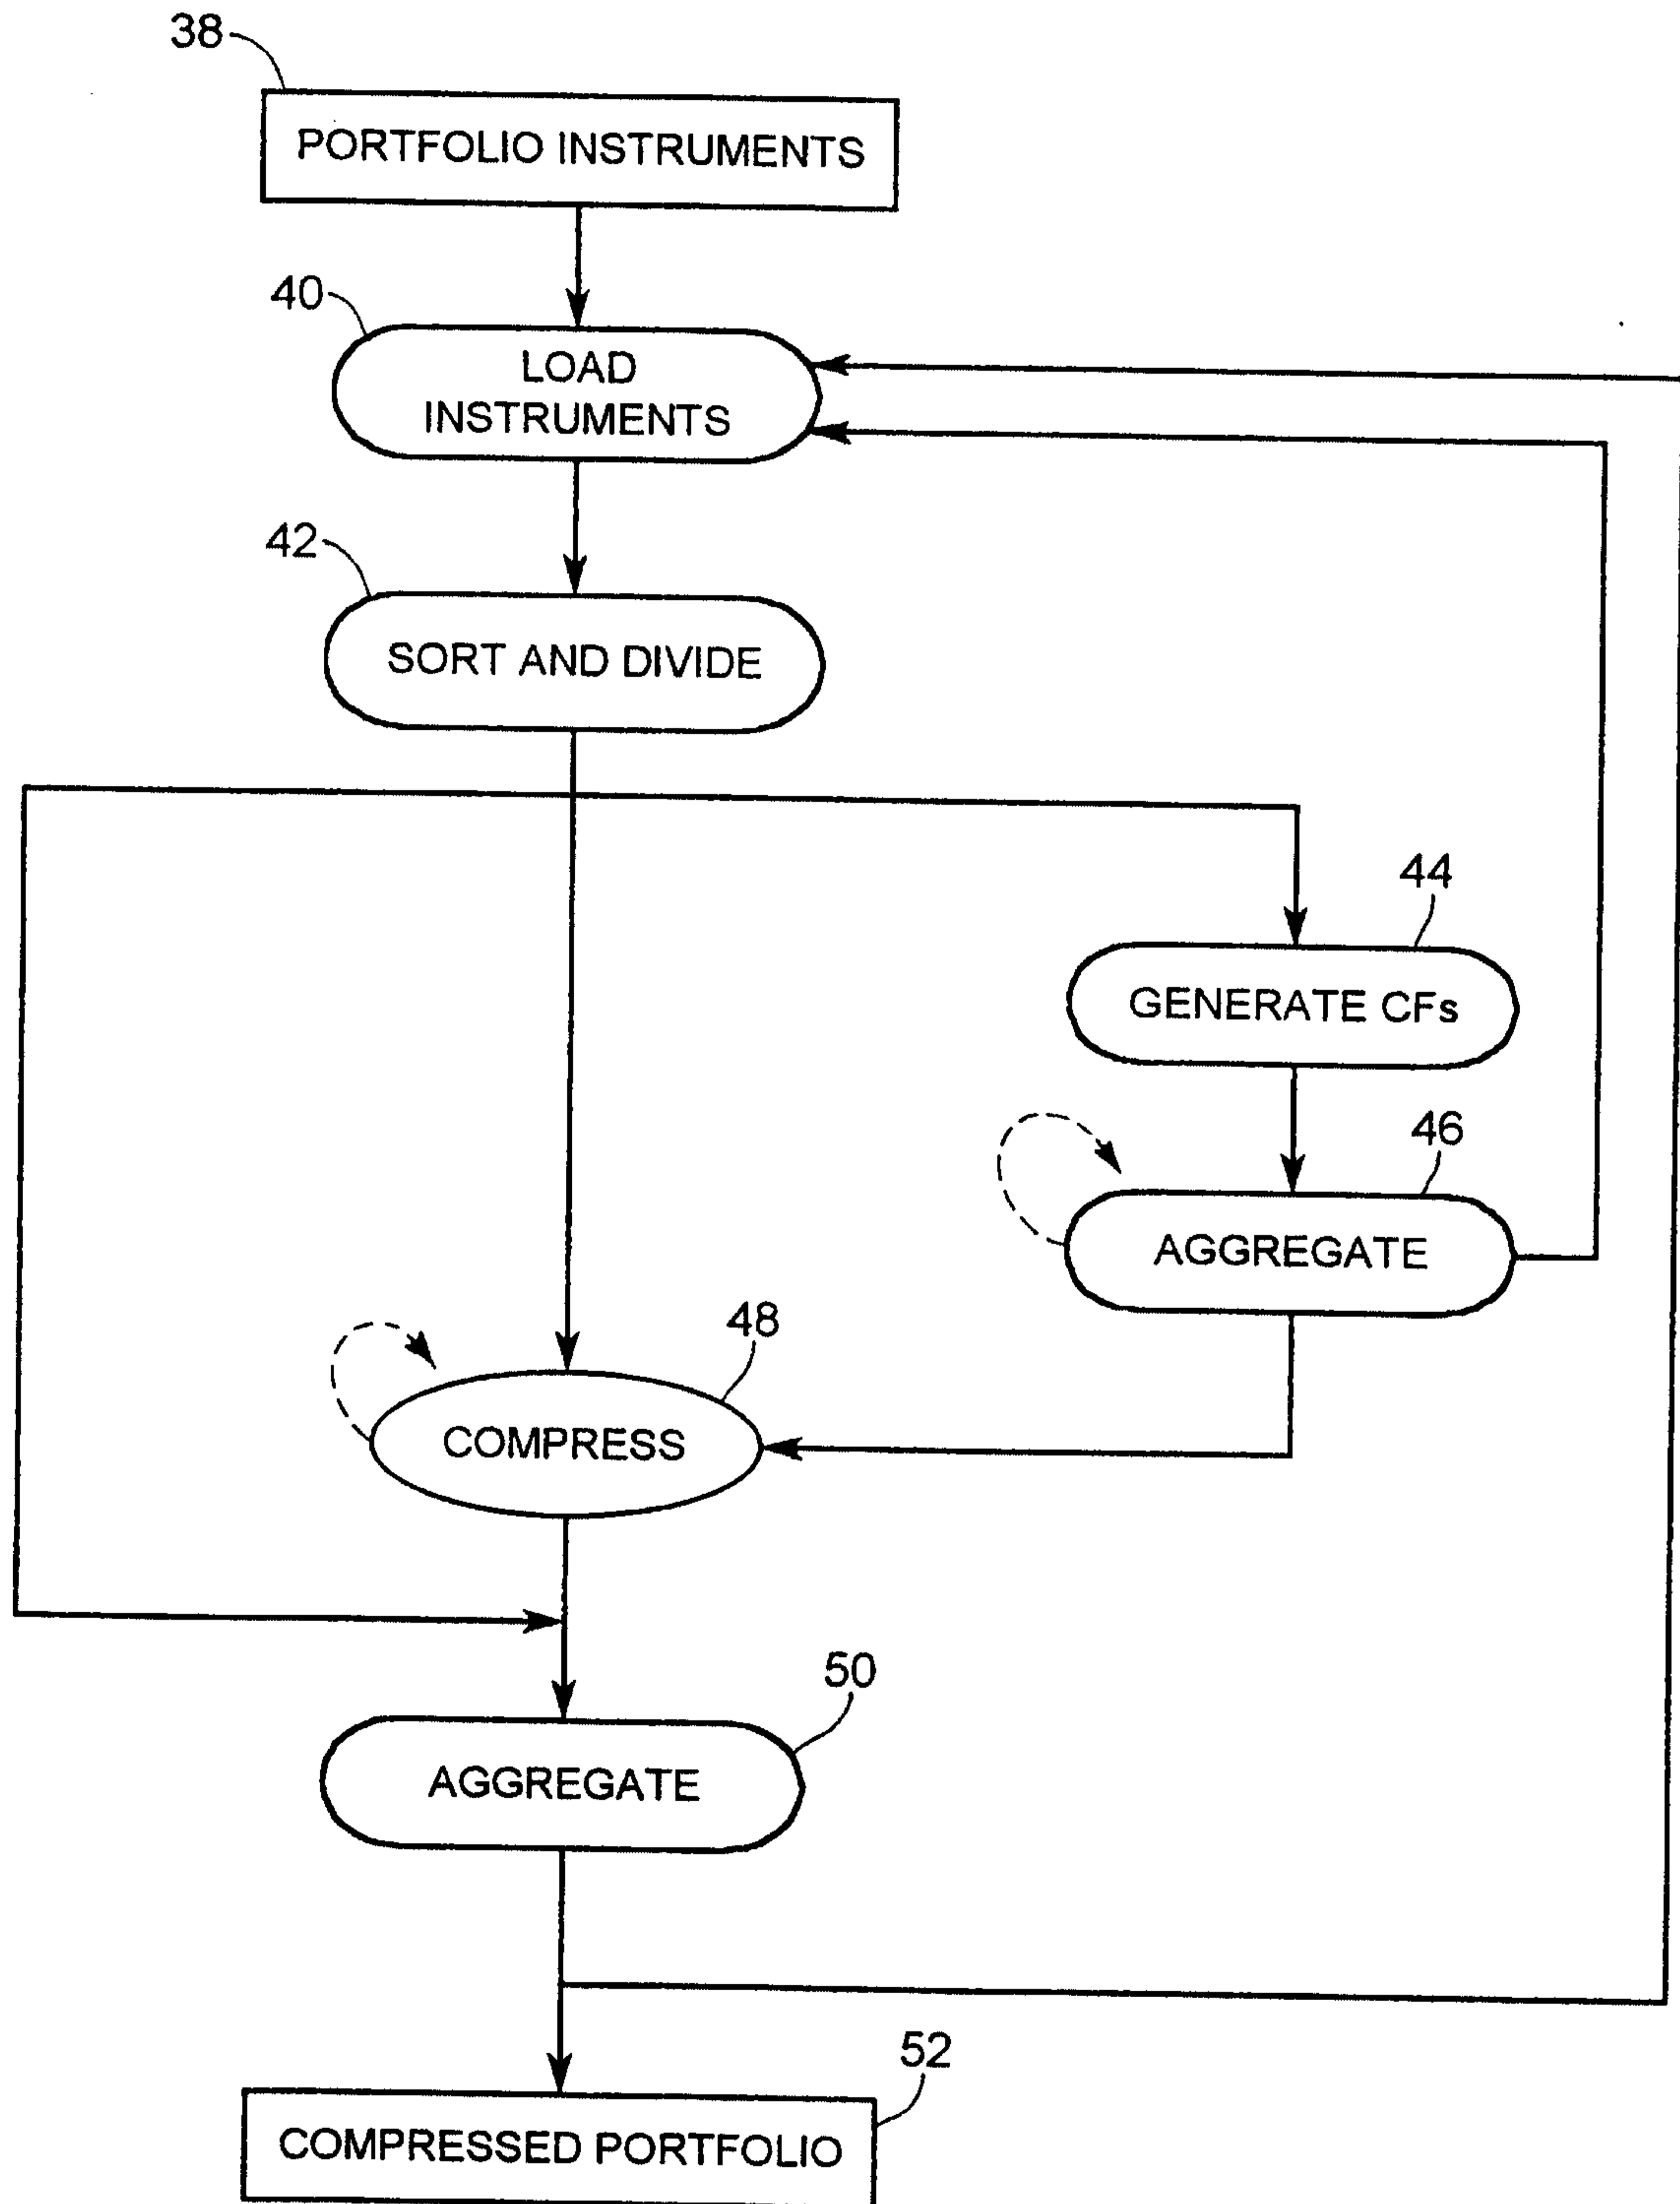 38
PORTFOLIO INSTRUMENTS
40
LOAD
INSTRUMENTS
42
SORT AND DIVIDE
44
GENERATE CFs
46
AGGREGATE
48
COMPRESS
50
AGGREGATE
52
COMPRESSED PORTFOLIO